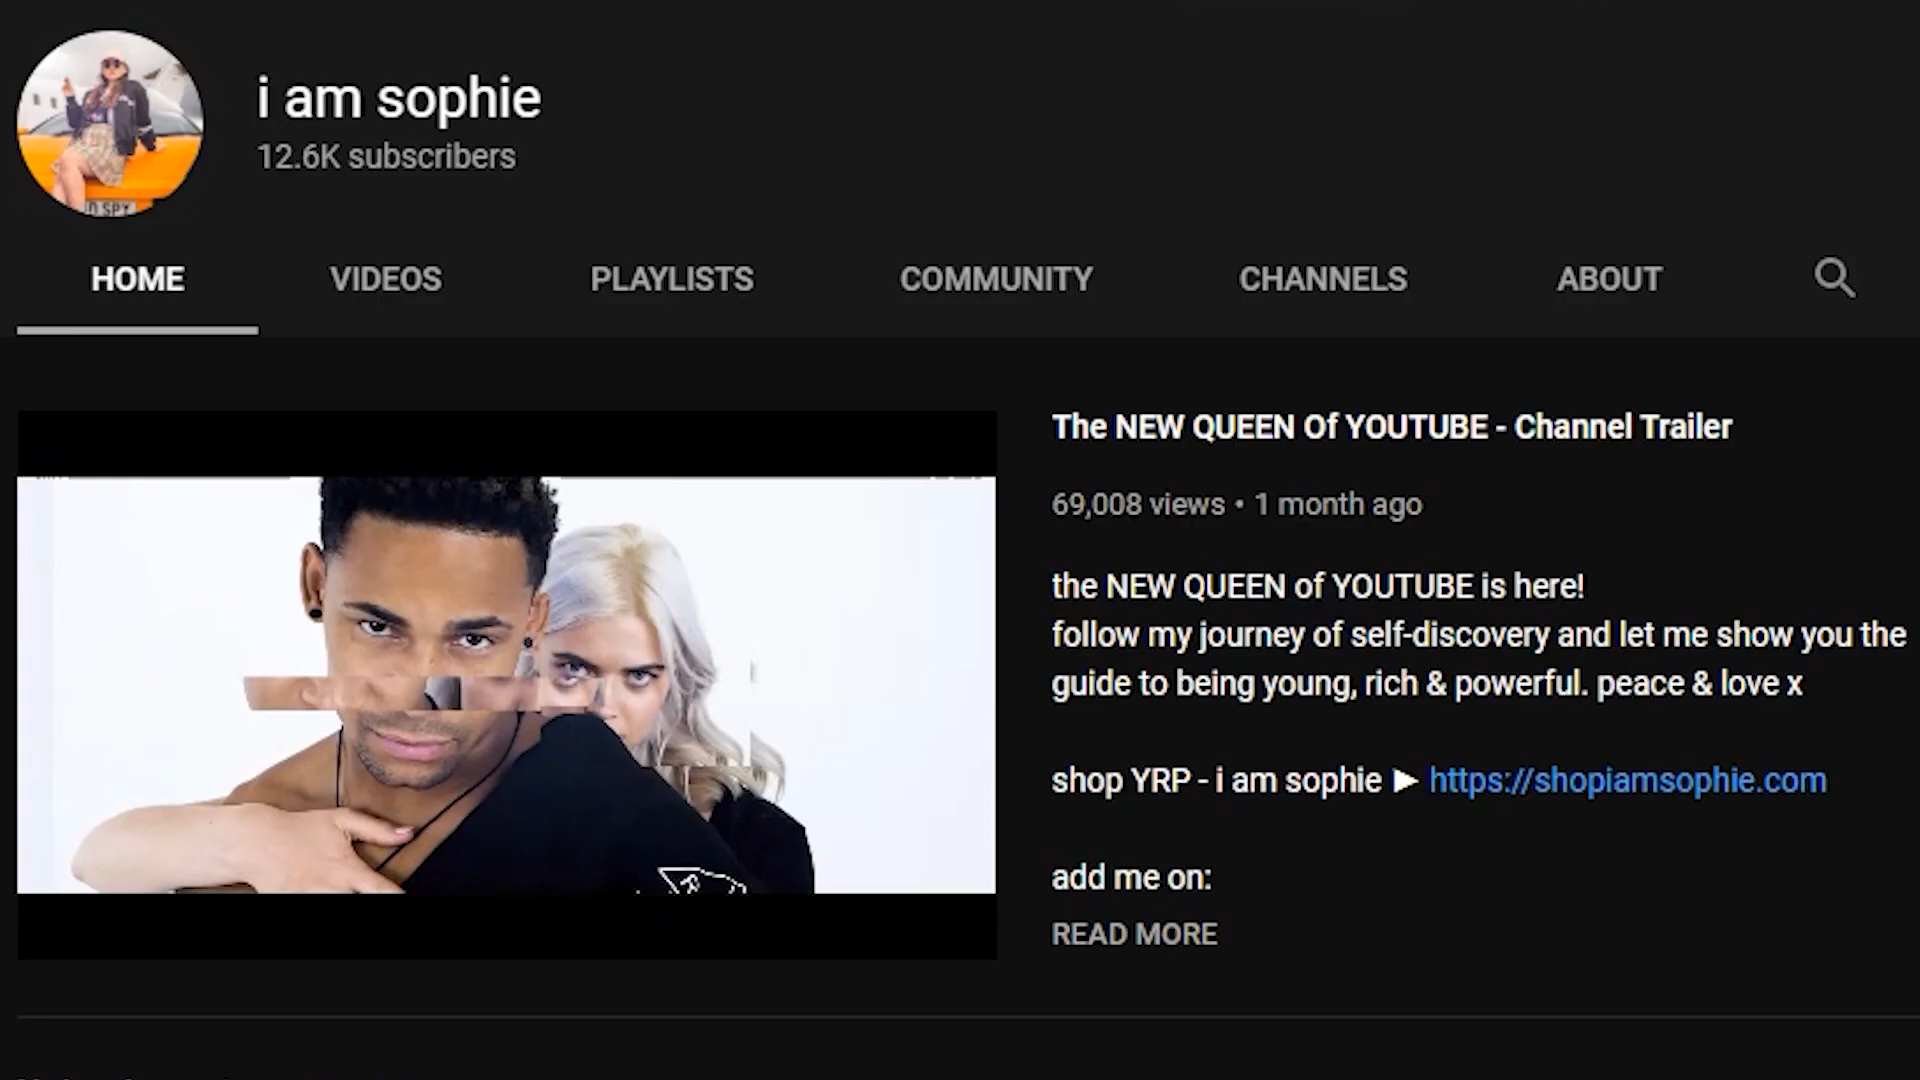 i am sophie
12.6K subscribers
HOME
VIDEOS
PLAYLISTS
COMMUNITY
CHANNELS
ABOUT
The NEW QUEEN Of YOUTUBE - Channel Trailer
69,008 views • 1 month ago
the NEW QUEEN of YOUTUBE is here!
follow my journey of self-discovery and let me show you the
guide to being young, rich & powerful. peace & love x
shop YRP - i am sophie ► https://shopiamsophie.com
add me on:
READ MORE